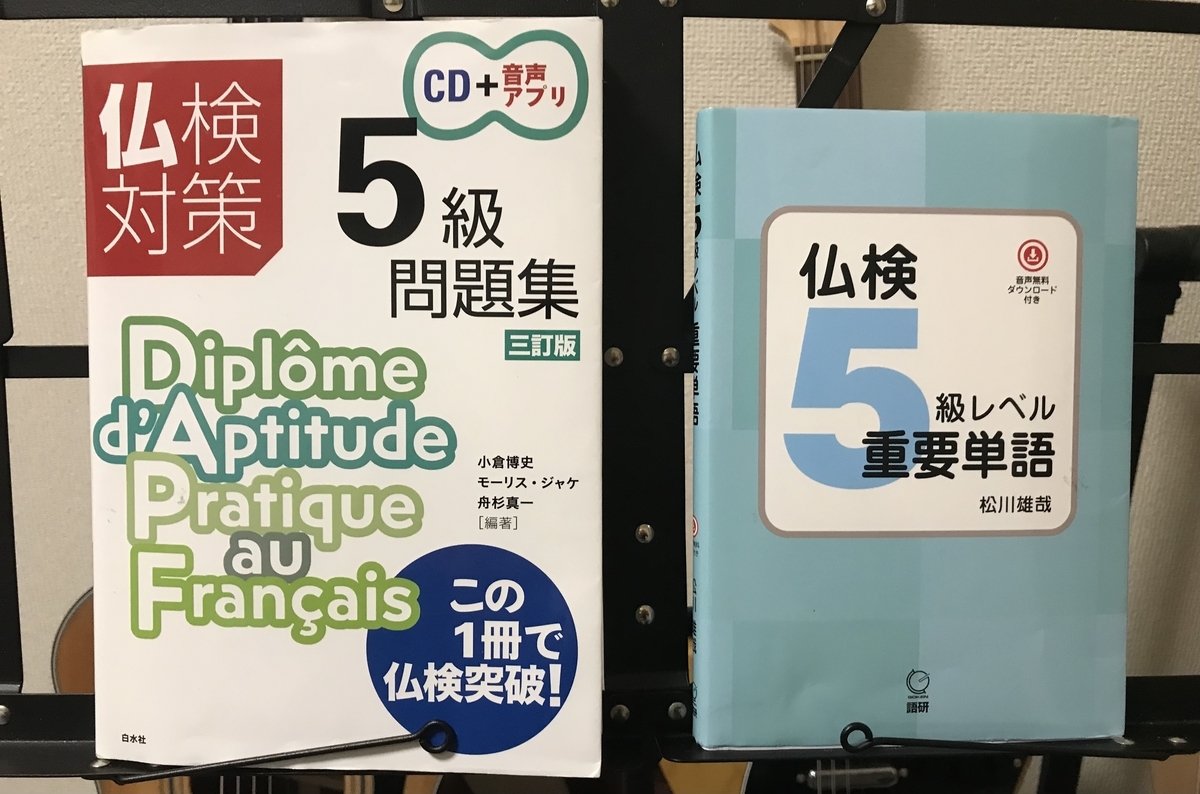 仏検
対策
CD+音声
アプリ
5級
問題集
三訂版
Diplôme
d'Aptitude
Pratique
au
Français
小倉博史
モーリス・ジャケ
舟杉真一
[編著]
この
1冊で
仏検突破!
白水社
仏検
5
級レベル
重要単語
音声無料
ダウンロード
付き
松川雄哉
語研